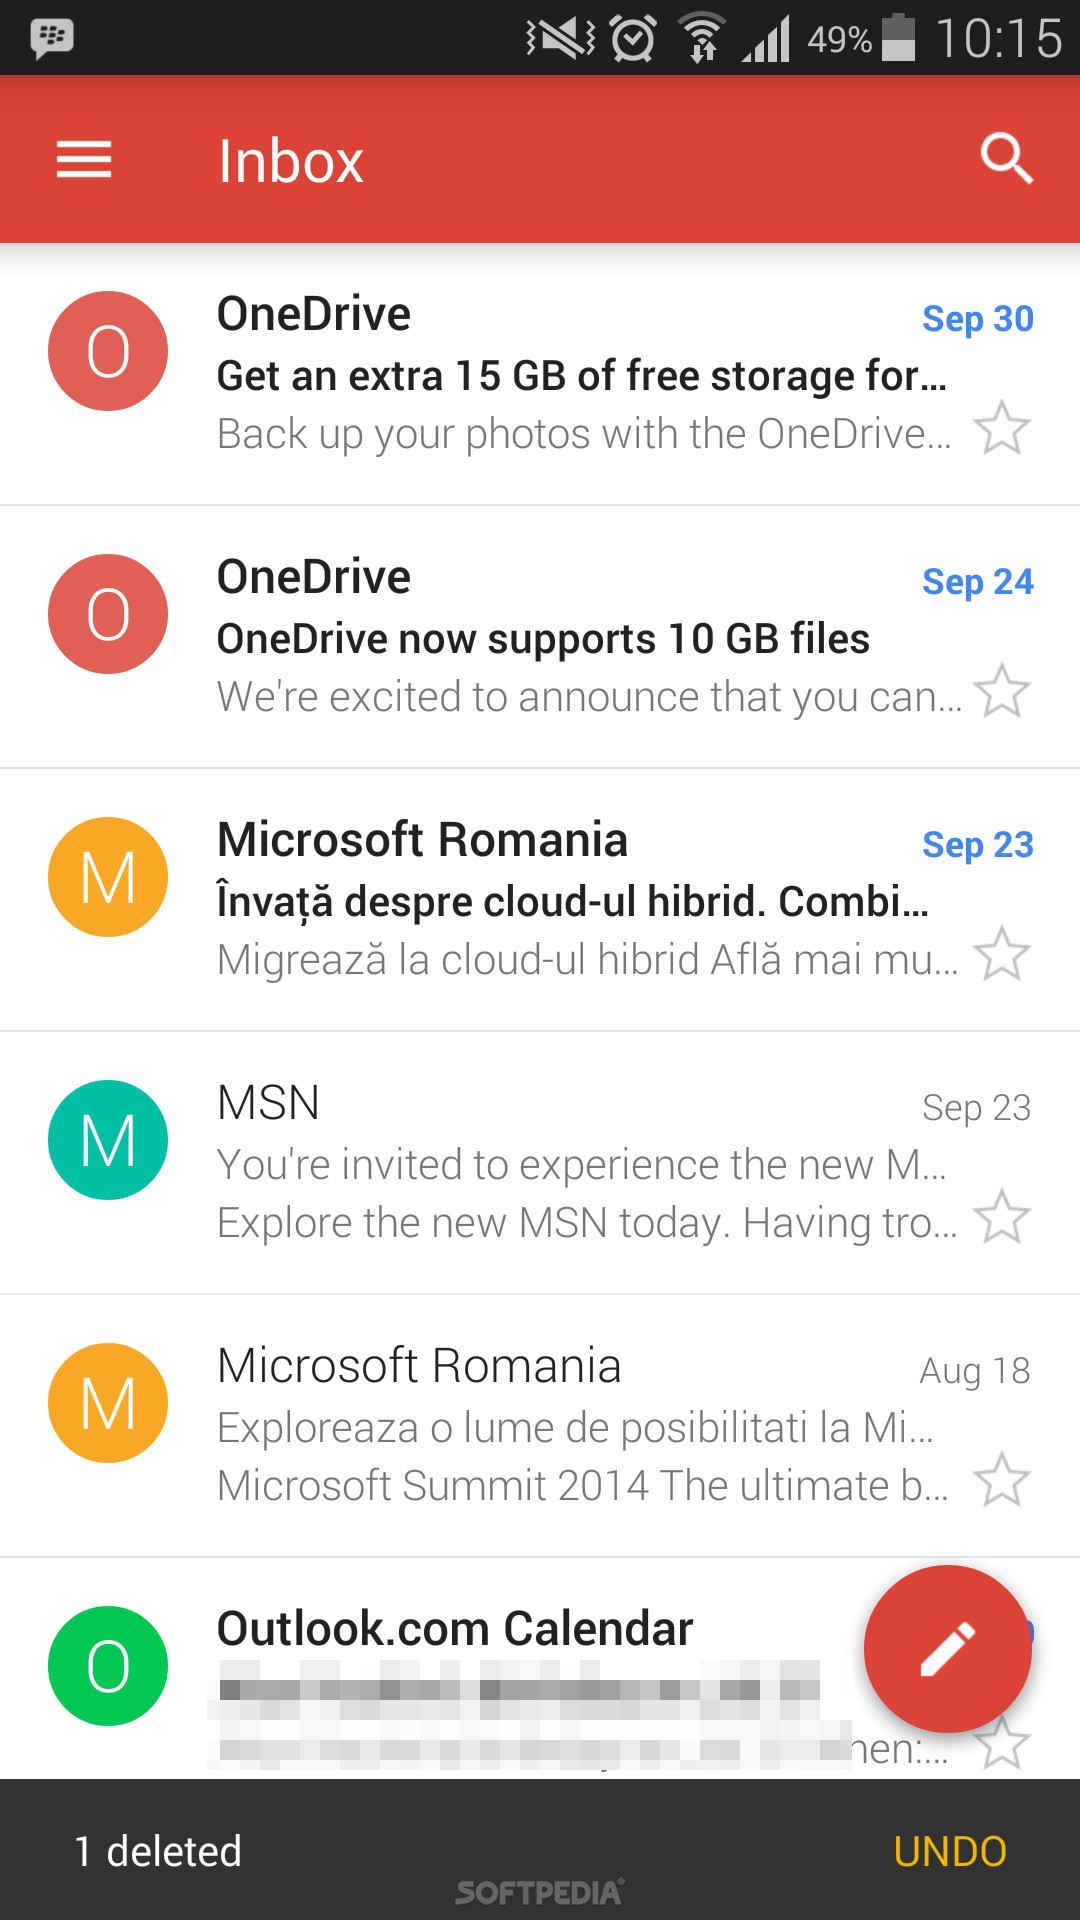 49% 10:15
Inbox
O
OneDrive
Sep 30
Get an extra 15 GB of free storage for...
Back up your photos with the OneDrive...
O
OneDrive
Sep 24
OneDrive now supports 10 GB files
We're excited to announce that you can...
M
Microsoft Romania
Sep 23
Învață despre cloud-ul hibrid. Combi...
Migrează la cloud-ul hibrid Află mai mu...
M
MSN
Sep 23
You're invited to experience the new M...
Explore the new MSN today. Having tro...
M
Microsoft Romania
Aug 18
Exploreaza o lume de posibilitati la Mi...
Microsoft Summit 2014 The ultimate b...
O
Outlook.com Calendar
1 deleted
UNDO
SOFTPEDIA®